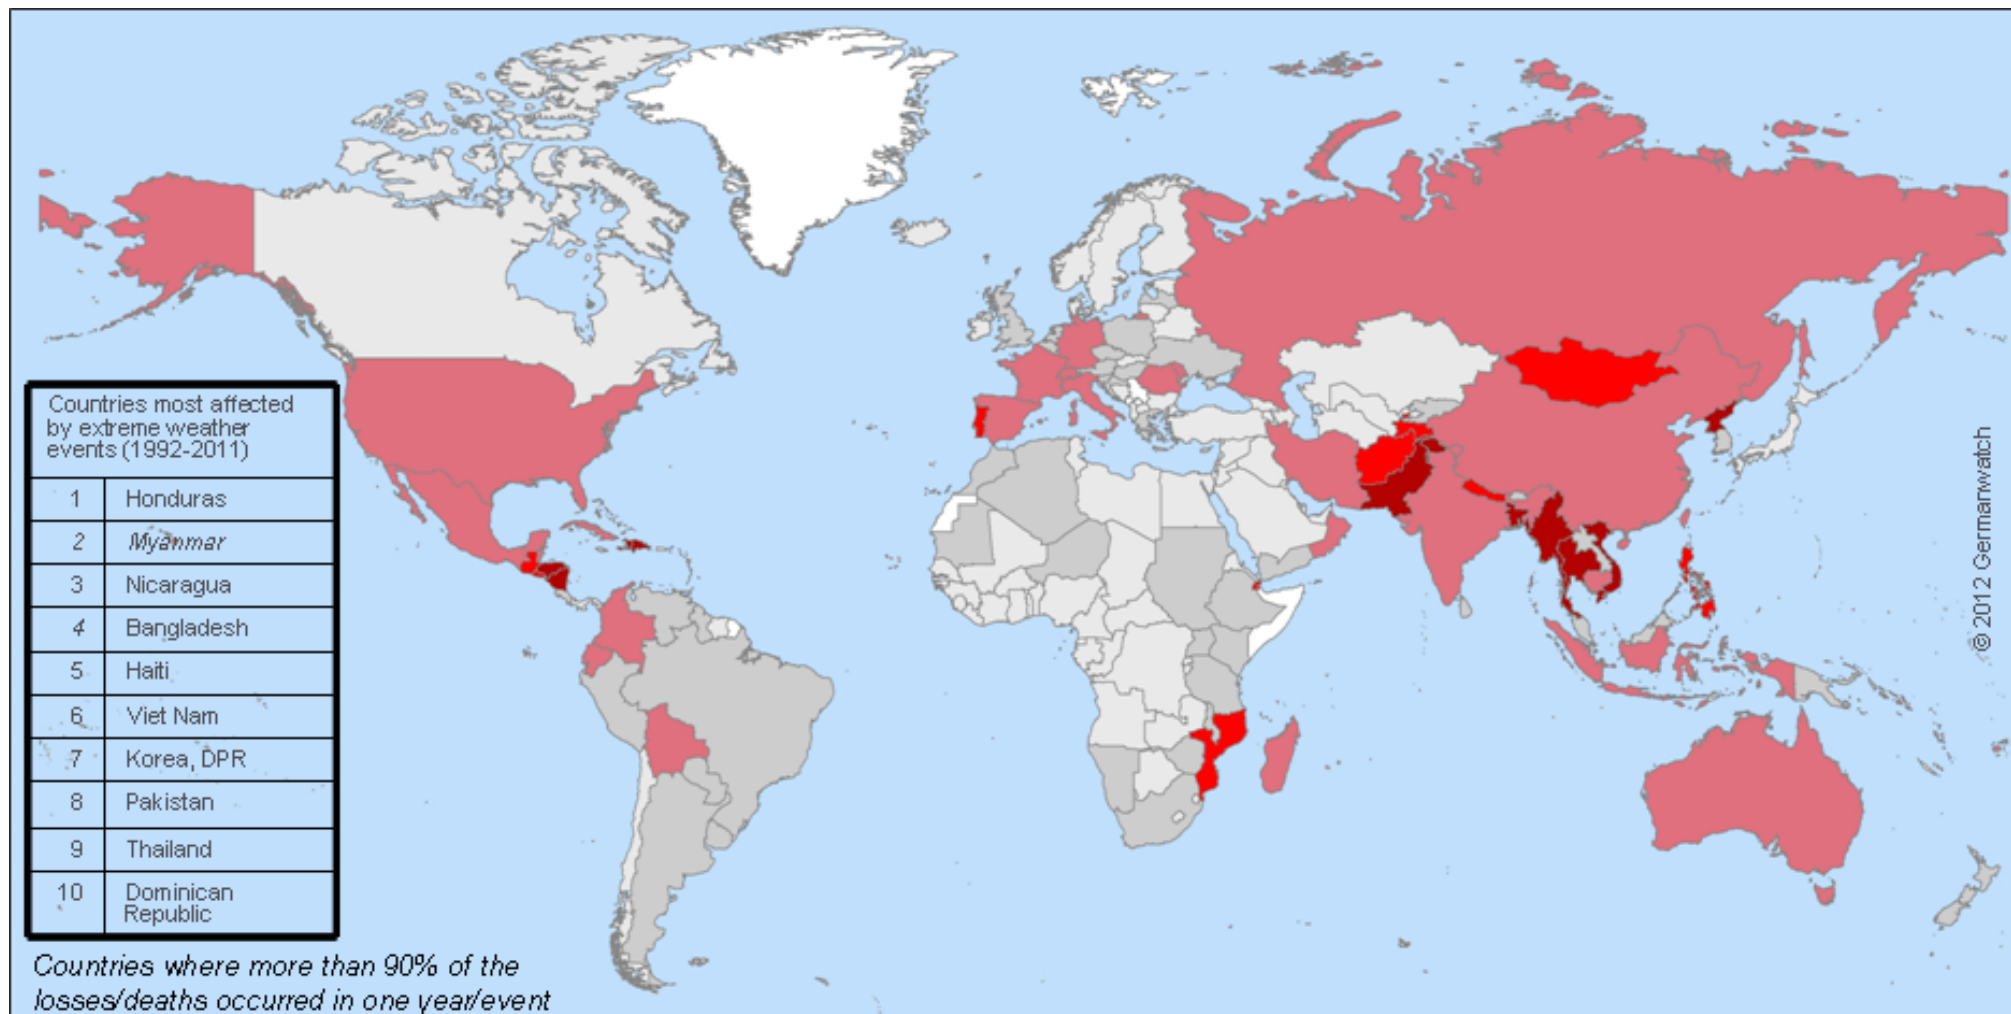 Countries most affected
by extreme weather
events (1992-2011)
1 Honduras
2 Myanmar
3 Nicaragua
4 Bangladesh
5 Haiti
6 Viet Nam
7 Korea, DPR
8 Pakistan
9 Thailand
10 Dominican
Republic
Countries where more than 90% of the
losses/deaths occurred in one year/event
© 2012 Germanwatch